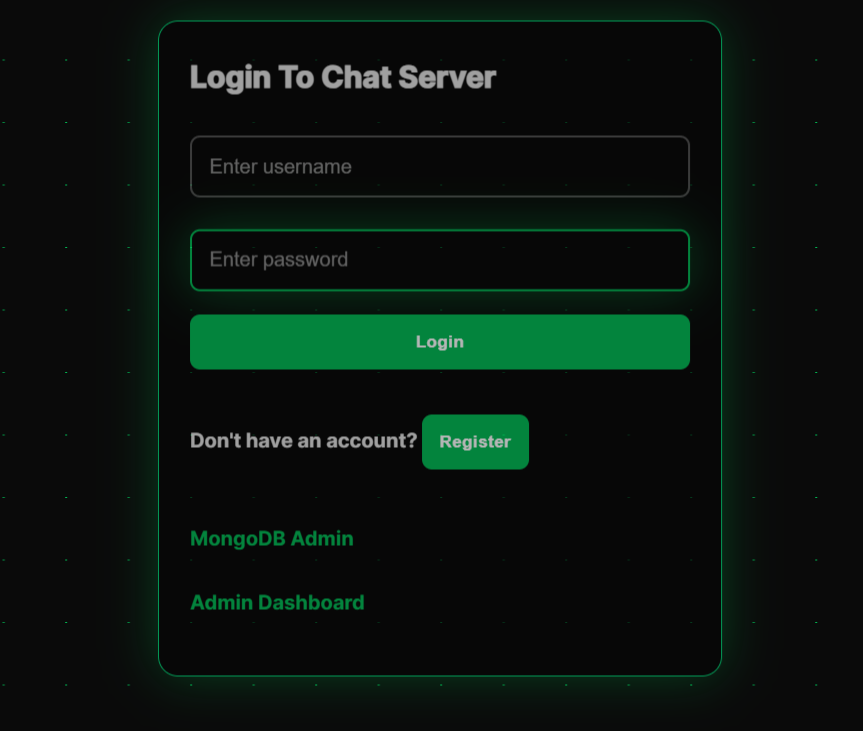 Login To Chat Server
Enter username
Enter password
Login
Don't have an account? Register
MongoDB Admin
Admin Dashboard